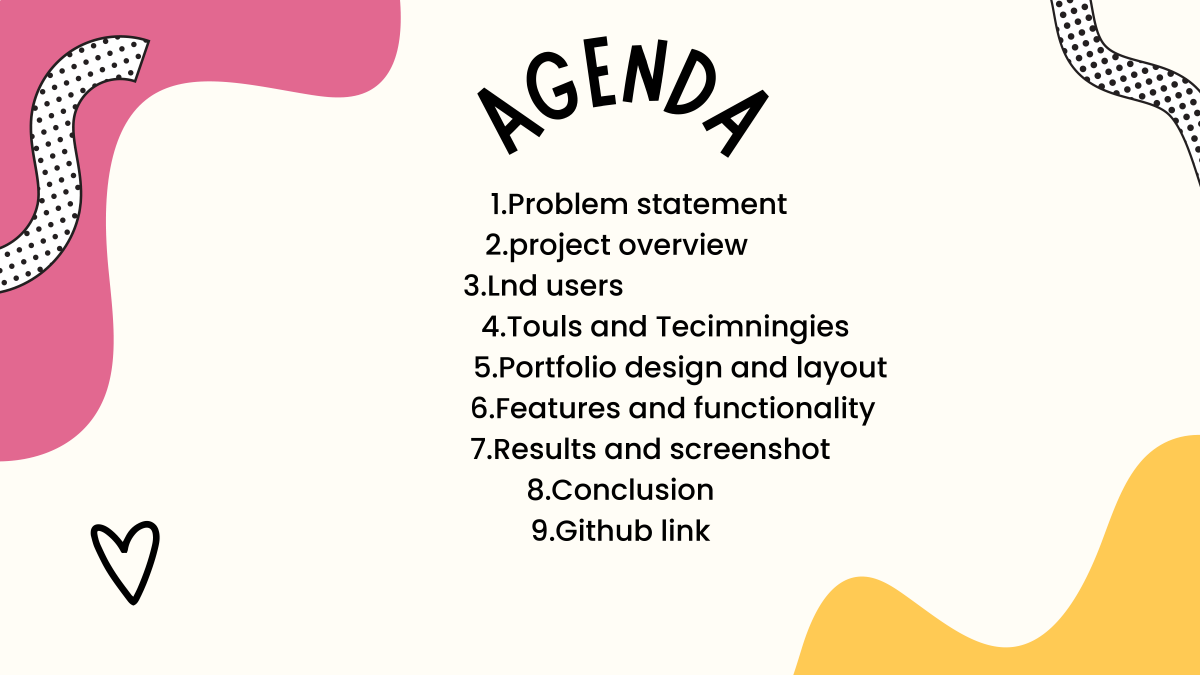 AGENDA
1.Problem statement
2.project overview
3.Lnd users
4.Touls and Tecimningies
5.Portfolio design and layout
6.Features and functionality
7.Results and screenshot
8.Conclusion
9.Github link